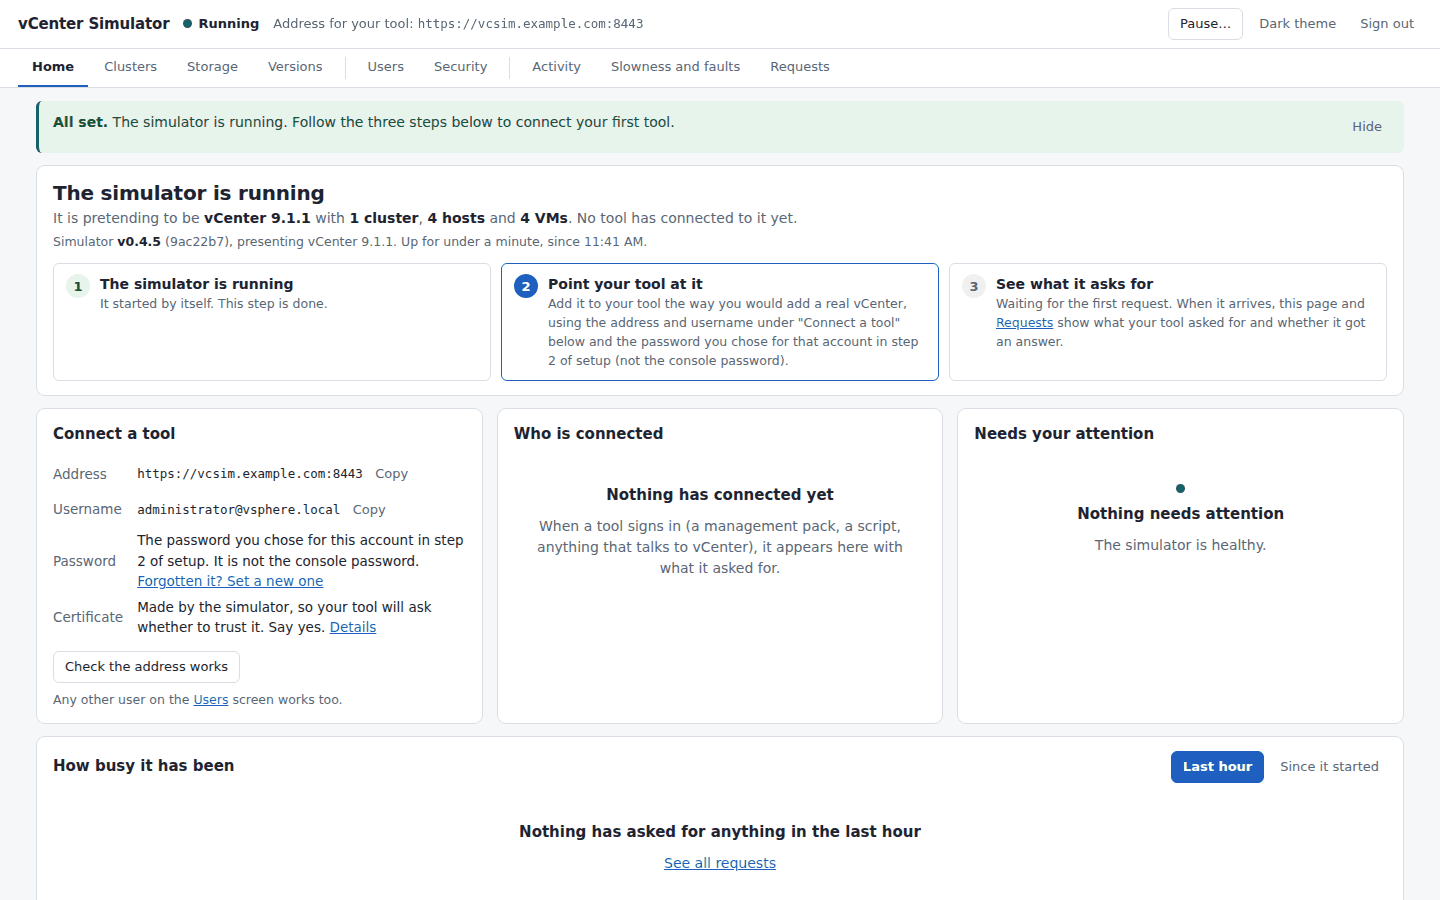 vCenter Simulator
Running
Address for your tool: https://vcsim.example.com:8443
Pause...
Dark theme
Sign out
Home
Clusters
Storage
Versions
Users
Security
Activity
Slowness and faults
Requests
All set. The simulator is running. Follow the three steps below to connect your first tool.
Hide
The simulator is running
It is pretending to be vCenter 9.1.1 with 1 cluster, 4 hosts and 4 VMs. No tool has connected to it yet.
Simulator v0.4.5 (9ac22b7), presenting vCenter 9.1.1. Up for under a minute, since 11:41 AM.
1
The simulator is running
It started by itself. This step is done.
2
Point your tool at it
Add it to your tool the way you would add a real vCenter,
using the address and username under "Connect a tool"
below and the password you chose for that account in step
2 of setup (not the console password).
3
See what it asks for
Waiting for the first request. When it arrives, this page and
Requests show what your tool asked for and whether it got
an answer.
Connect a tool
Address
https://vcsim.example.com:8443
Copy
Username
administrator@vsphere.local
Copy
Password
The password you chose for this account in step
2 of setup. It is not the console password.
Forgotten it? Set a new one
Certificate
Made by the simulator, so your tool will ask
whether to trust it. Say yes. Details
Check the address works
Any other user on the Users screen works too.
Who is connected
Nothing has connected yet
When a tool signs in (a management pack, a script,
anything that talks to vCenter), it appears here with
what it asked for.
Needs your attention
Nothing needs attention
The simulator is healthy.
How busy it has been
Last hour
Since it started
Nothing has asked for anything in the last hour
See all requests